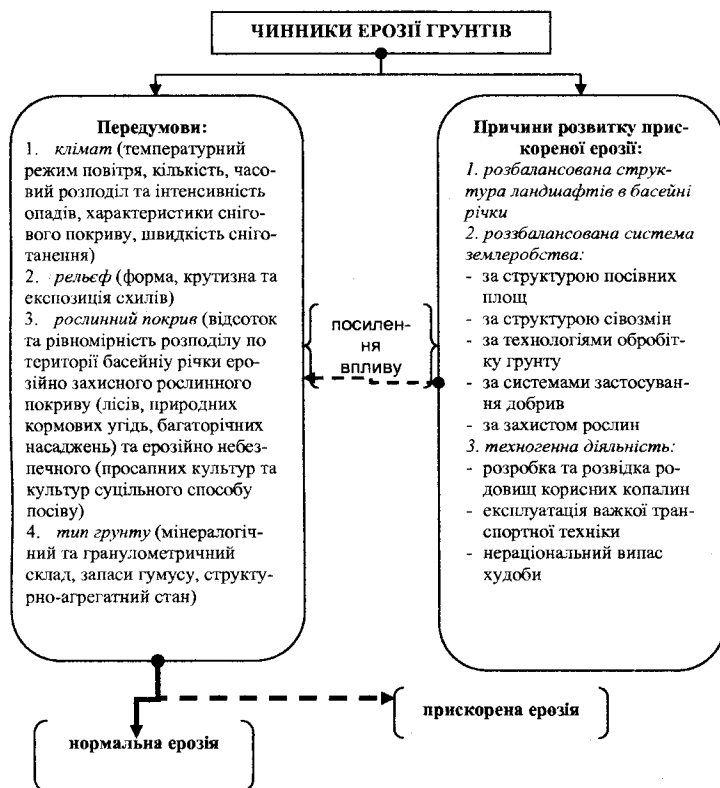 ЧИННИКИ ЕРОЗІЇ ГРУНТІВ
Передумови:
1. клімат (температурний
режим повітря, кількість, часо-
вий розподіл та інтенсивність
опадів, характеристики сніго-
вого покриву, швидкість сніго-
танення)
2. рельєф (форма, крутизна та
експозиція схилів)
3. рослинний покрив (відсоток
та рівномірність розподілу по
території басейніу річки еро-
зійно захисного рослинного
покриву (лісів, природних
кормових угідь, багаторічних
насаджень) та ерозійно небез-
печного (просапних культур та
культур суцільного способу
посіву)
4. тип грунту (мінералогіч-
ний та гранулометричний
склад, запаси гумусу, структу-
рно-агрегатний стан)
посилен-
ня
впливу
Причини розвитку прис-
кореної ерозії:
1. розбалансована струк-
тура ландшафтів в басейні
річки
2. роззбалансована система
землеробства:
- за структурою посівних
площ
- за структурою сівозмін
- за технологіями обробіт-
ку грунту
- за системами застосуван-
ня добрив
- за захистом рослин
3. техногенна діяльність:
- розробка та розвідка ро-
довищ корисних копалин
- експлуатація важкої тран-
спортної техніки
- нераціональний випас
худоби
прискорена ерозія
нормальна ерозія